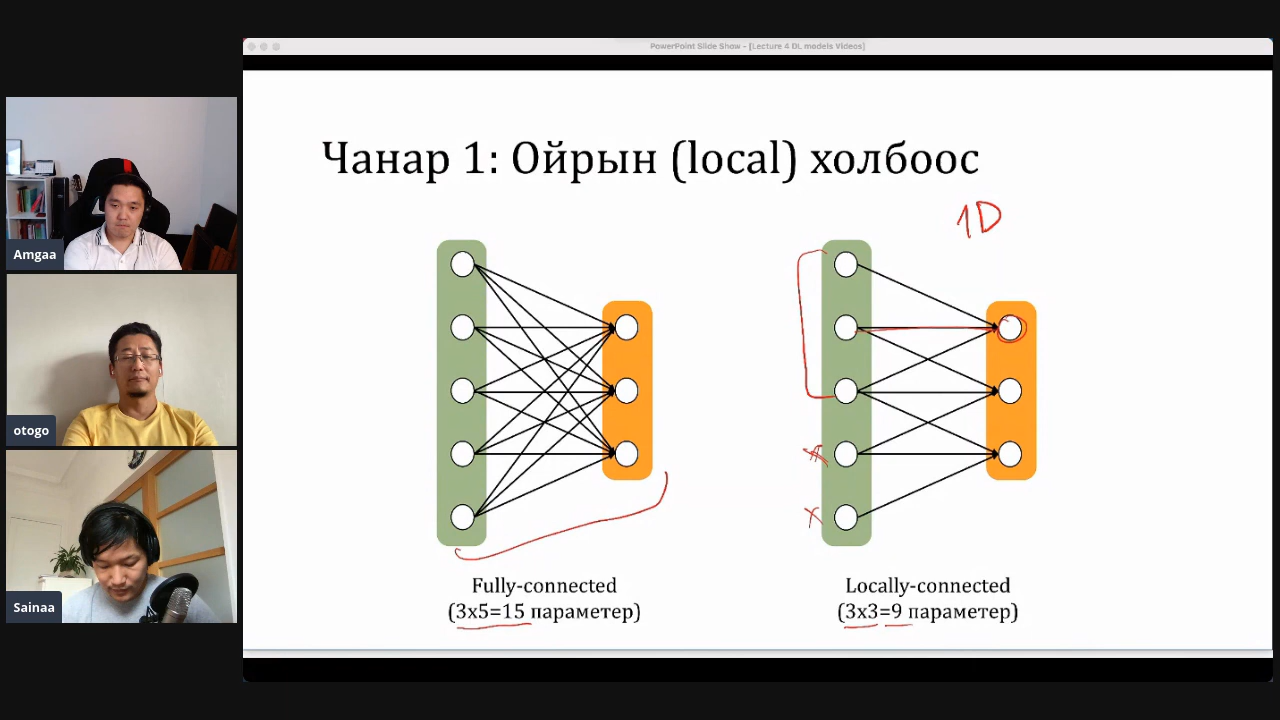 PowerPoint Slide Show - [Lecture 4 DL models Videos]
Чанар 1: Ойрын (local) холбоос
1D
Amgaa
otogo
Sainaa
Fully-connected
(3x5=15 параметер)
Locally-connected
(3x3=9 параметер)